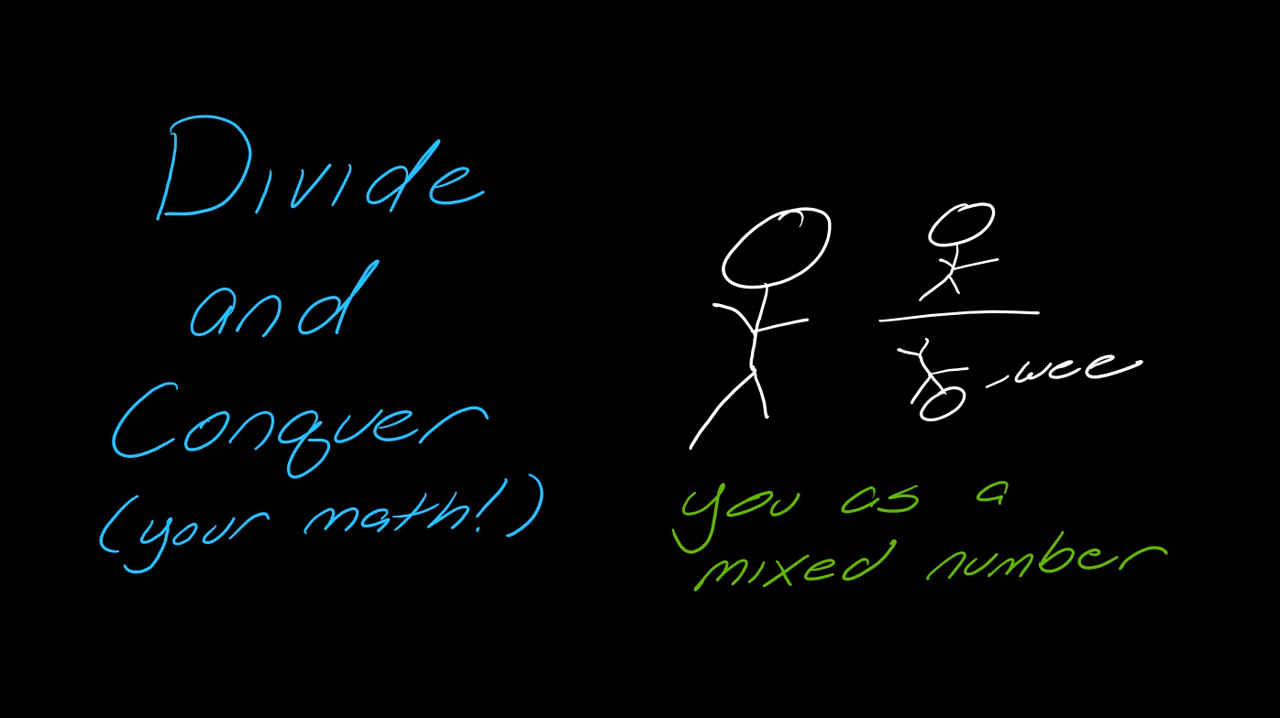 Divide
and
Conquer
(your math!)
-wee
you as a
mixed number